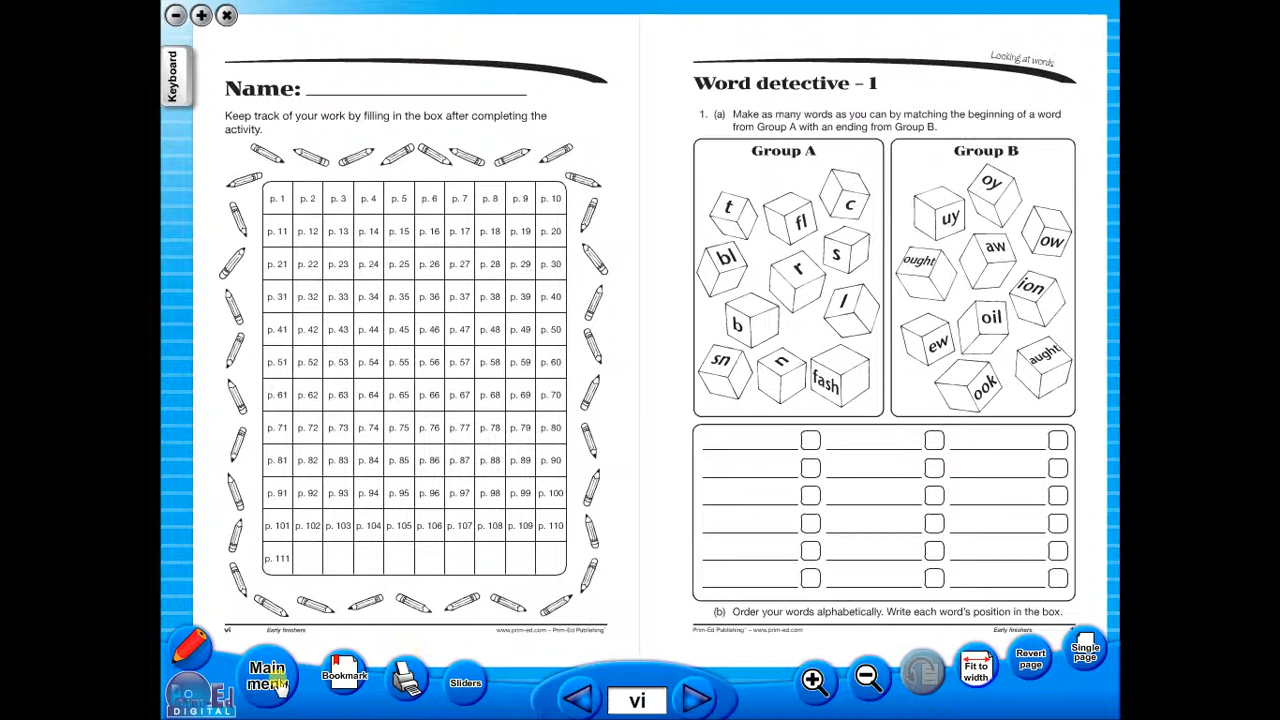 Keyboard
Name:
Keep track of your work by filling in the box after completing the
activity.
p. 1 p. 2 p. 3 p. 4 p. 5 p. 6 p. 7 p. 8 p. 9 p. 10
p. 11 p. 12 p. 13 p. 14 p. 15 p. 16 p. 17 p. 18 p. 19 p. 20
p. 21 p. 22 p. 23 p. 24 p. 25 p. 26 p. 27 p. 28 p. 29 p. 30
p. 31 p. 32 p. 33 p. 34 p. 35 p. 36 p. 37 p. 38 p. 39 p. 40
p. 41 p. 42 p. 43 p. 44 p. 45 p. 46 p. 47 p. 48 p. 49 p. 50
p. 51 p. 52 p. 53 p. 54 p. 55 p. 56 p. 57 p. 58 p. 59 p. 60
p. 61 p. 62 p. 63 p. 64 p. 65 p. 66 p. 67 p. 68 p. 69 p. 70
p. 71 p. 72 p. 73 p. 74 p. 75 p. 76 p. 77 p. 78 p. 79 p. 80
p. 81 p. 82 p. 83 p. 84 p. 85 p. 86 p. 87 p. 88 p. 89 p. 90
p. 91 p. 92 p. 93 p. 94 p. 95 p. 96 p. 97 p. 98 p. 99 p. 100
p. 101 p. 102 p. 103 p. 104 p. 105 p. 106 p. 107 p. 108 p. 109 p. 110
p. 111
vi Early finishers www.prim-ed.com – Prim-Ed Publishing™
Looking at words
Word detective – 1
1. (a) Make as many words as you can by matching the beginning of a word
from Group A with an ending from Group B.
Group A
t fl c
bl r s
b l
sn n fash
Group B
oy
uy ow
ought aw
ion
ew oil
ook aught
(b) Order your words alphabetically. Write each word's position in the box.
Prim-Ed Publishing™ – www.prim-ed.com Early finishers
Main
menu
Bookmark
Sliders
vi
Fit to
width
Revert
page
Single
page
DIGITAL